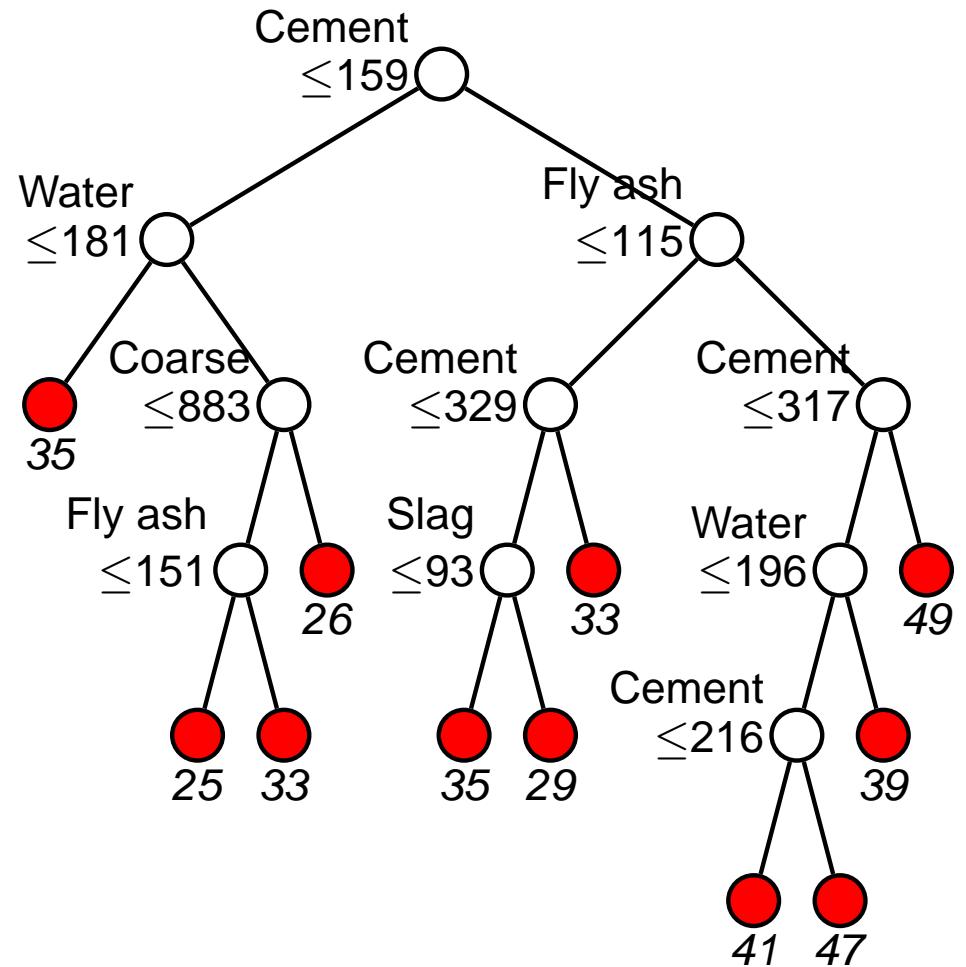 Cement
≤159
Water
≤181
Fly ash
≤115
35
Coarse
≤883
Cement
≤329
Cement
≤317
Fly ash
≤151
26
Slag
≤93
33
Water
≤196
49
25
33
35
29
Cement
≤216
39
41
47